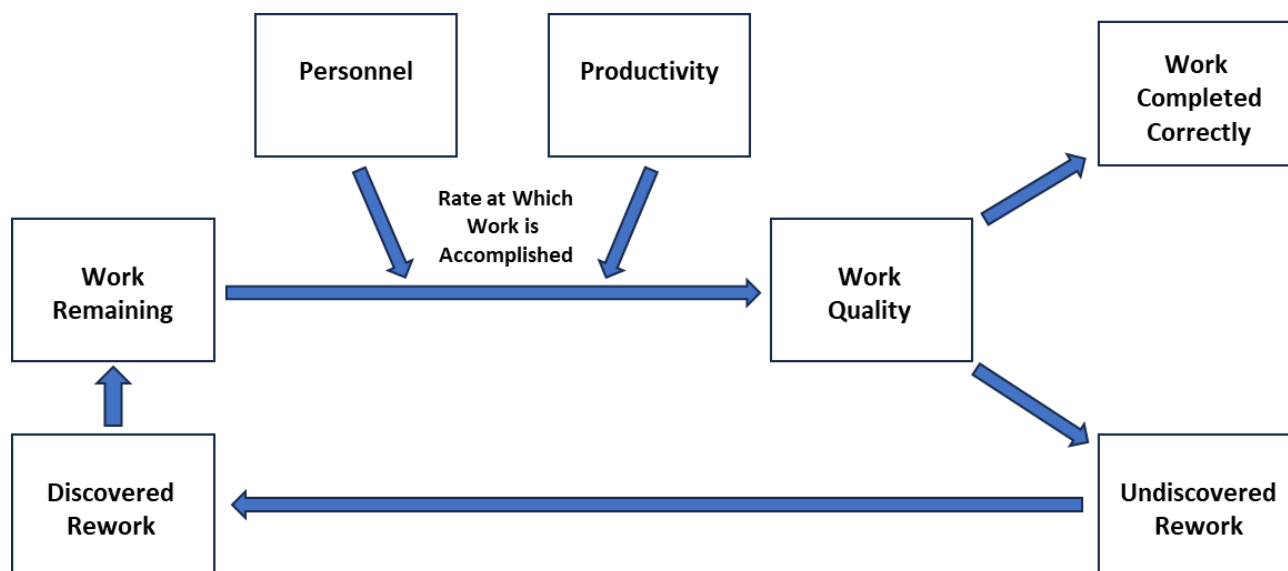 Personnel
Productivity
Work
Completed
Correctly
Rate at Which
Work is
Accomplished
Work
Remaining
Work
Quality
Discovered
Rework
Undiscovered
Rework